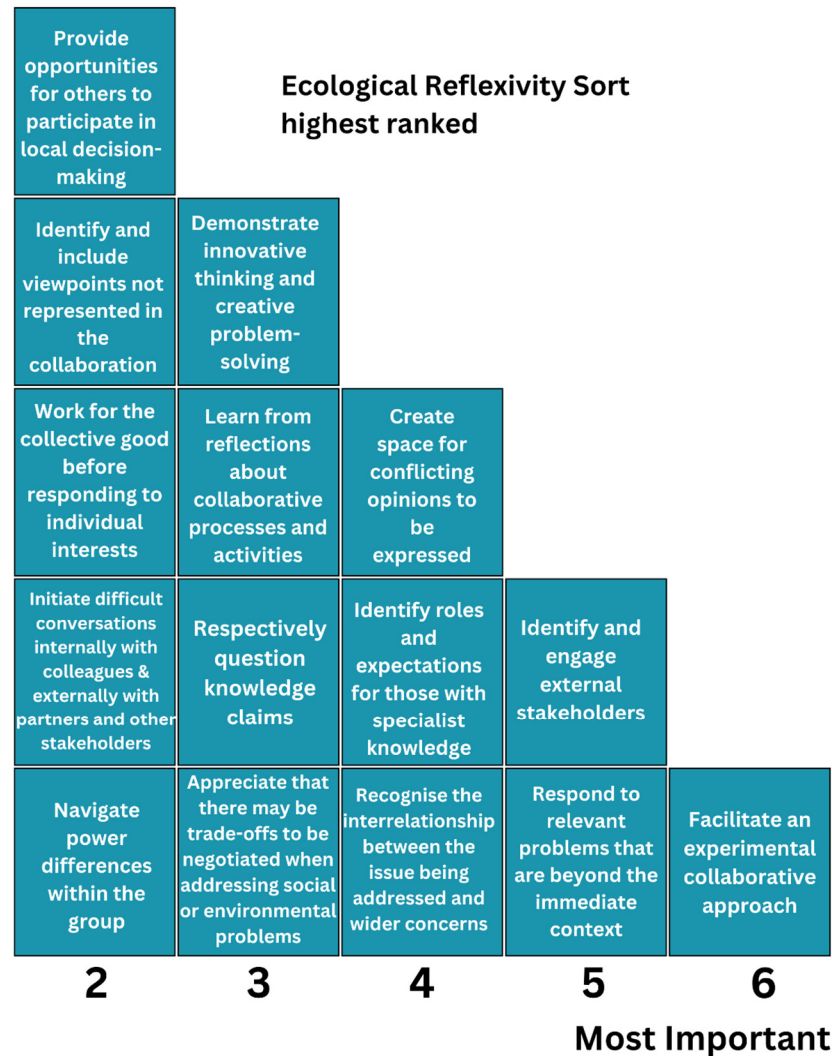 Provide
opportunities
for others to
participate in
local decision-
making
Ecological Reflexivity Sort
highest ranked
Identify and
include
viewpoints not
represented in
the
collaboration
Demonstrate
innovative
thinking and
creative
problem-
solving
Work for the
collective good
before
responding to
individual
interests
Learn from
reflections
about
collaborative
processes and
activities
Create
space for
conflicting
opinions to
be
expressed
Initiate difficult
conversations
internally with
colleagues &
externally with
partners and other
stakeholders
Respectively
question
knowledge
claims
Identify roles
and
expectations
for those with
specialist
knowledge
Identify and
engage
external
stakeholders
Navigate
power
differences
within the
group
Appreciate that
there may be
trade-offs to be
negotiated when
addressing social
or environmental
problems
Recognise the
interrelationship
between the
issue being
addressed and
wider concerns
Respond to
relevant
problems that
are beyond the
immediate
context
Facilitate an
experimental
collaborative
approach
2 3 4 5 6
Most Important